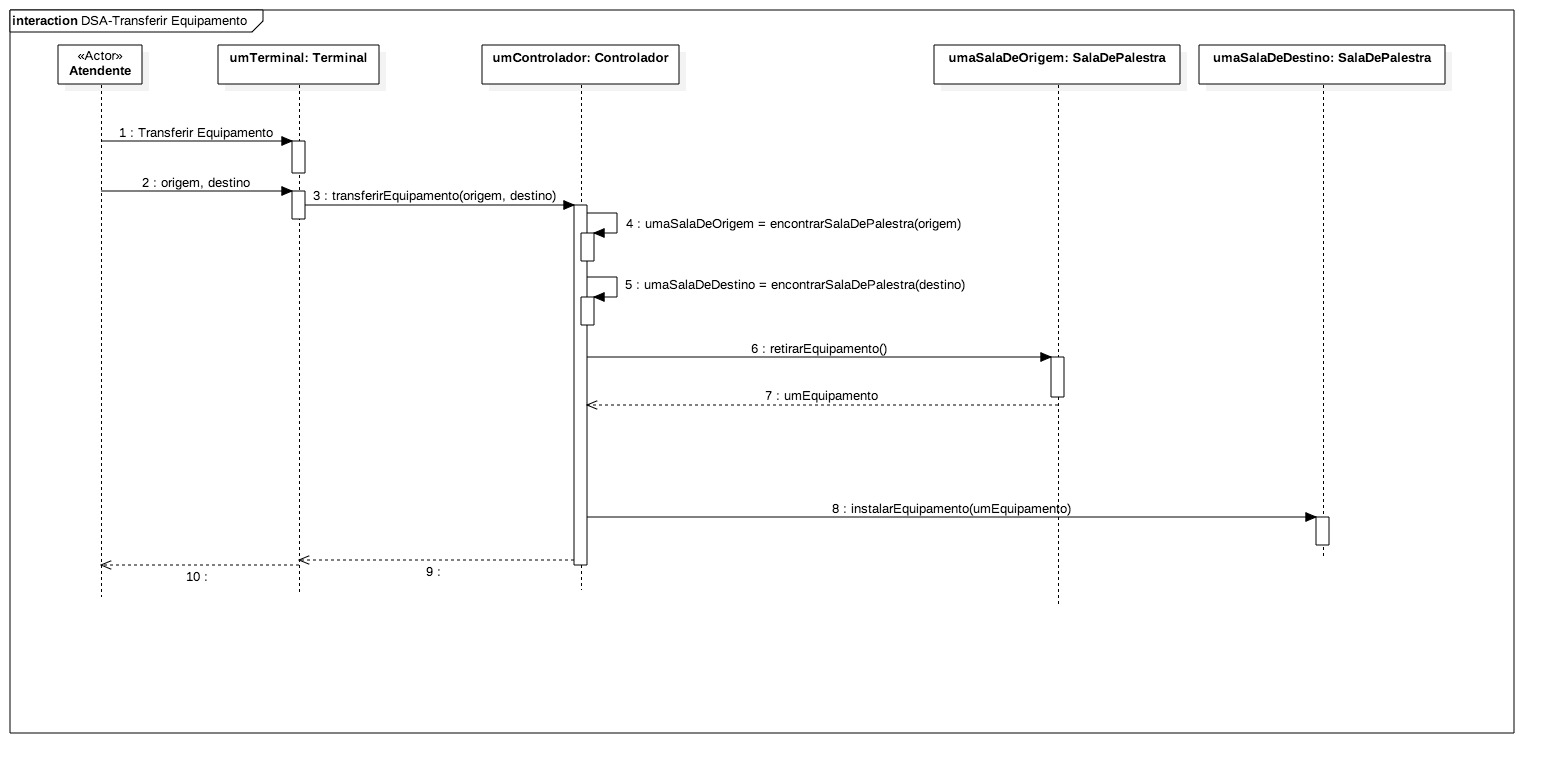 interaction DSA-Transferir Equipamento
«Actor»
Atendente
umTerminal: Terminal
umControlador: Controlador
umaSalaDeOrigem: SalaDePalestra
umaSalaDeDestino: SalaDePalestra
1 : Transferir Equipamento
2 : origem, destino
3 : transferirEquipamento(origem, destino)
4 : umaSalaDeOrigem = encontrarSalaDePalestra(origem)
5 : umaSalaDeDestino = encontrarSalaDePalestra(destino)
6 : retirarEquipamento()
7 : umEquipamento
8 : instalarEquipamento(umEquipamento)
9 :
10 :